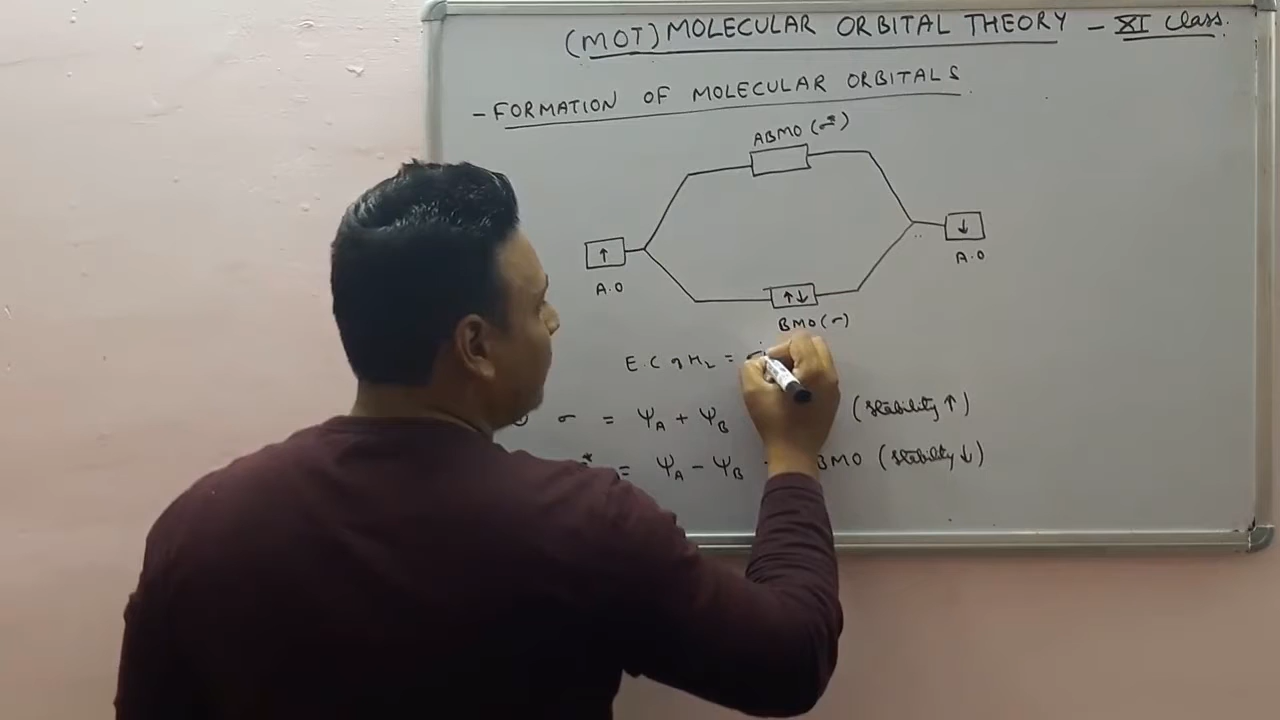 (MOT) MOLECULAR ORBITAL THEORY - XI Class.
- FORMATION OF MOLECULAR ORBITALS
ABMO (σ*)
↑
↓
A.O
A.O
↑↓
BMO (σ)
E.C of H2 = σ
σ = ΨA + ΨB (Stability ↑)
* = ΨA - ΨB BMO (Stability ↓)